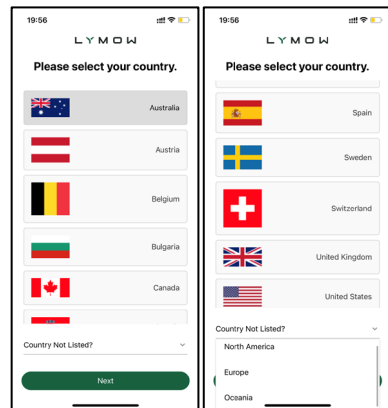 19:56
LYMOW
Please select your country.
Australia
Austria
Belgium
Bulgaria
Canada
Country Not Listed?
Next
19:56
LYMOW
Please select your country.
Spain
Sweden
Switzerland
United Kingdom
United States
Country Not Listed?
North America
Europe
Oceania